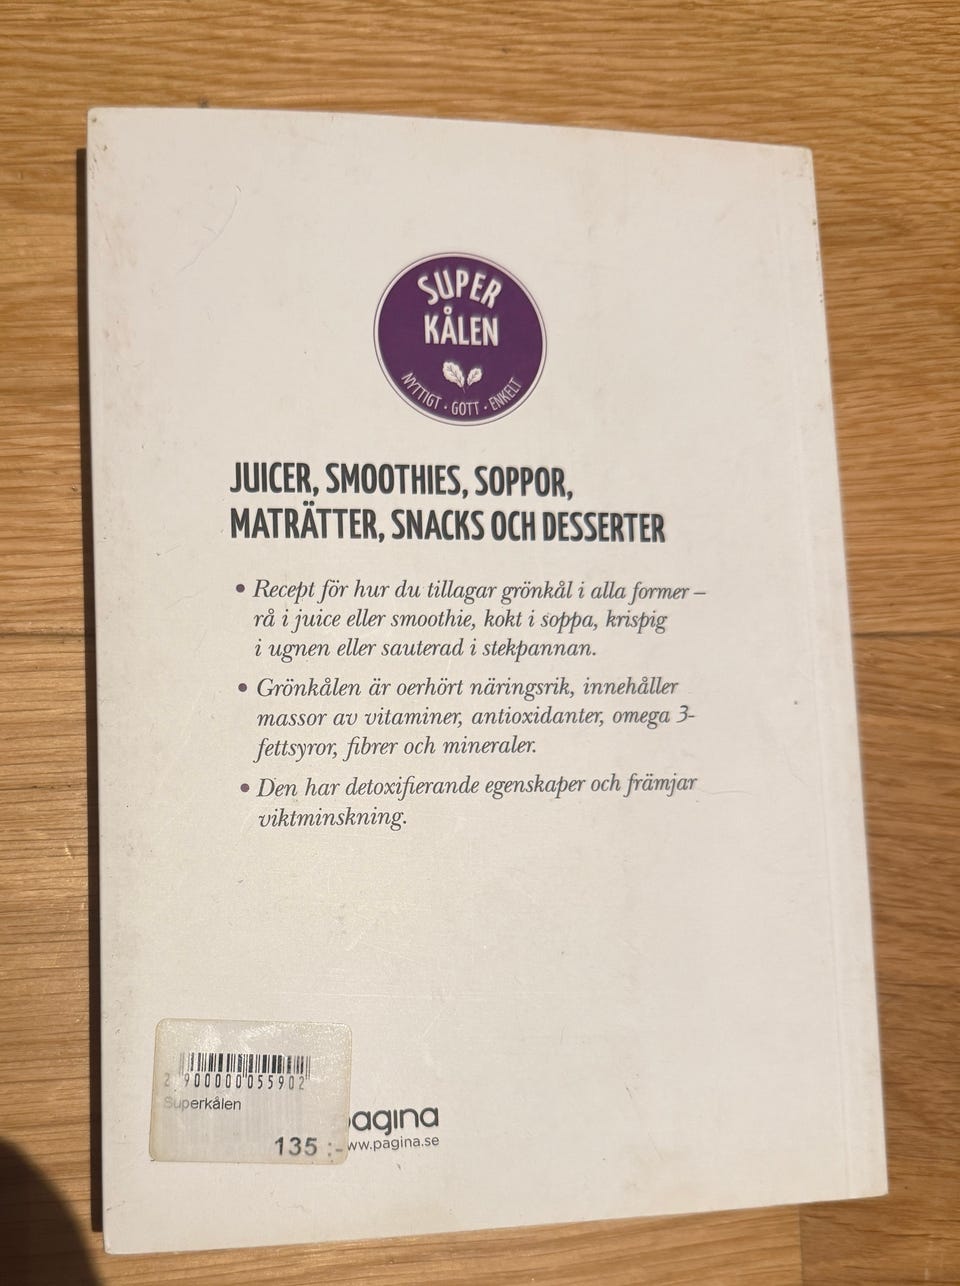 SUPER
KÅLEN
NYTTIGT · GOTT · ENKELT
JUICER, SMOOTHIES, SOPPOR,
MATRÄTTER, SNACKS OCH DESSERTER
• Recept för hur du tillagar grönkål i alla former –
rå i juice eller smoothie, kokt i soppa, krispig
i ugnen eller sauterad i stekpannan.
• Grönkålen är oerhört näringsrik, innehåller
massor av vitaminer, antioxidanter, omega 3-
fettsyror, fibrer och mineraler.
• Den har detoxifierande egenskaper och främjar
viktminskning.
2 900000 055902
Superkålen
135 :-
pagina
www.pagina.se